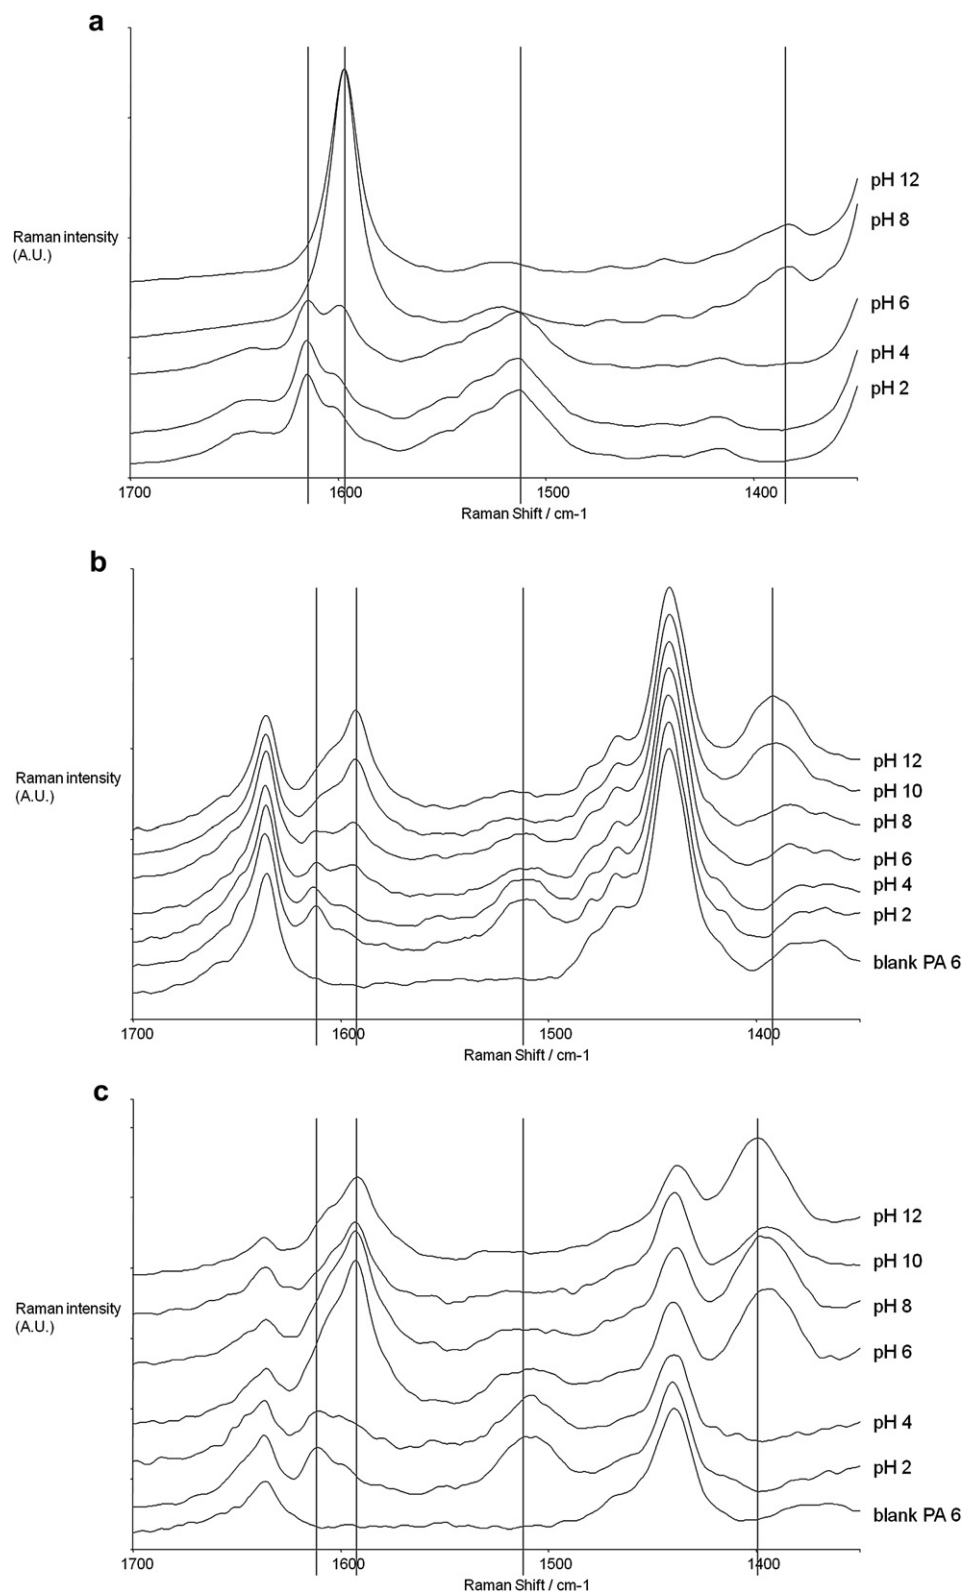 a
pH 12
pH 8
Raman intensity
(A.U.)
pH 6
pH 4
pH 2
1700
1600
1500
1400
Raman Shift / cm-1
b
pH 12
Raman intensity
(A.U.)
pH 10
pH 8
pH 6
pH 4
pH 2
blank PA 6
1700
1600
1500
1400
Raman Shift / cm-1
c
pH 12
pH 10
Raman intensity
(A.U.)
pH 8
pH 6
pH 4
pH 2
blank PA 6
1700
1600
1500
1400
Raman Shift / cm-1